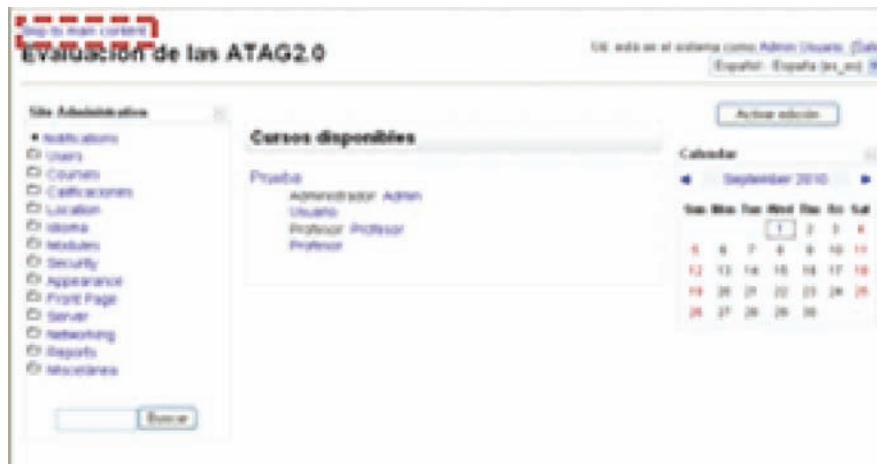 Skip to main content
Evaluación de las ATAG2.0
Ud. está en el sistema como Admin Usuario. (Sali
Español - España (es_es)
Site Administration
Notifications
Users
Courses
Calificaciones
Location
Idioma
Modules
Security
Appearance
Front Page
Server
Networking
Reports
Miscelánea
Buscar
Cursos disponibles
Prueba
Administrador: Admin
Usuario
Profesor: Profesor
Profesor
Activar edición
Calendar
September 2010
Sun Mon Tue Wed Thu Fri Sat
1 2 3 4
5 6 7 8 9 10 11
12 13 14 15 16 17 18
19 20 21 22 23 24 25
26 27 28 29 30